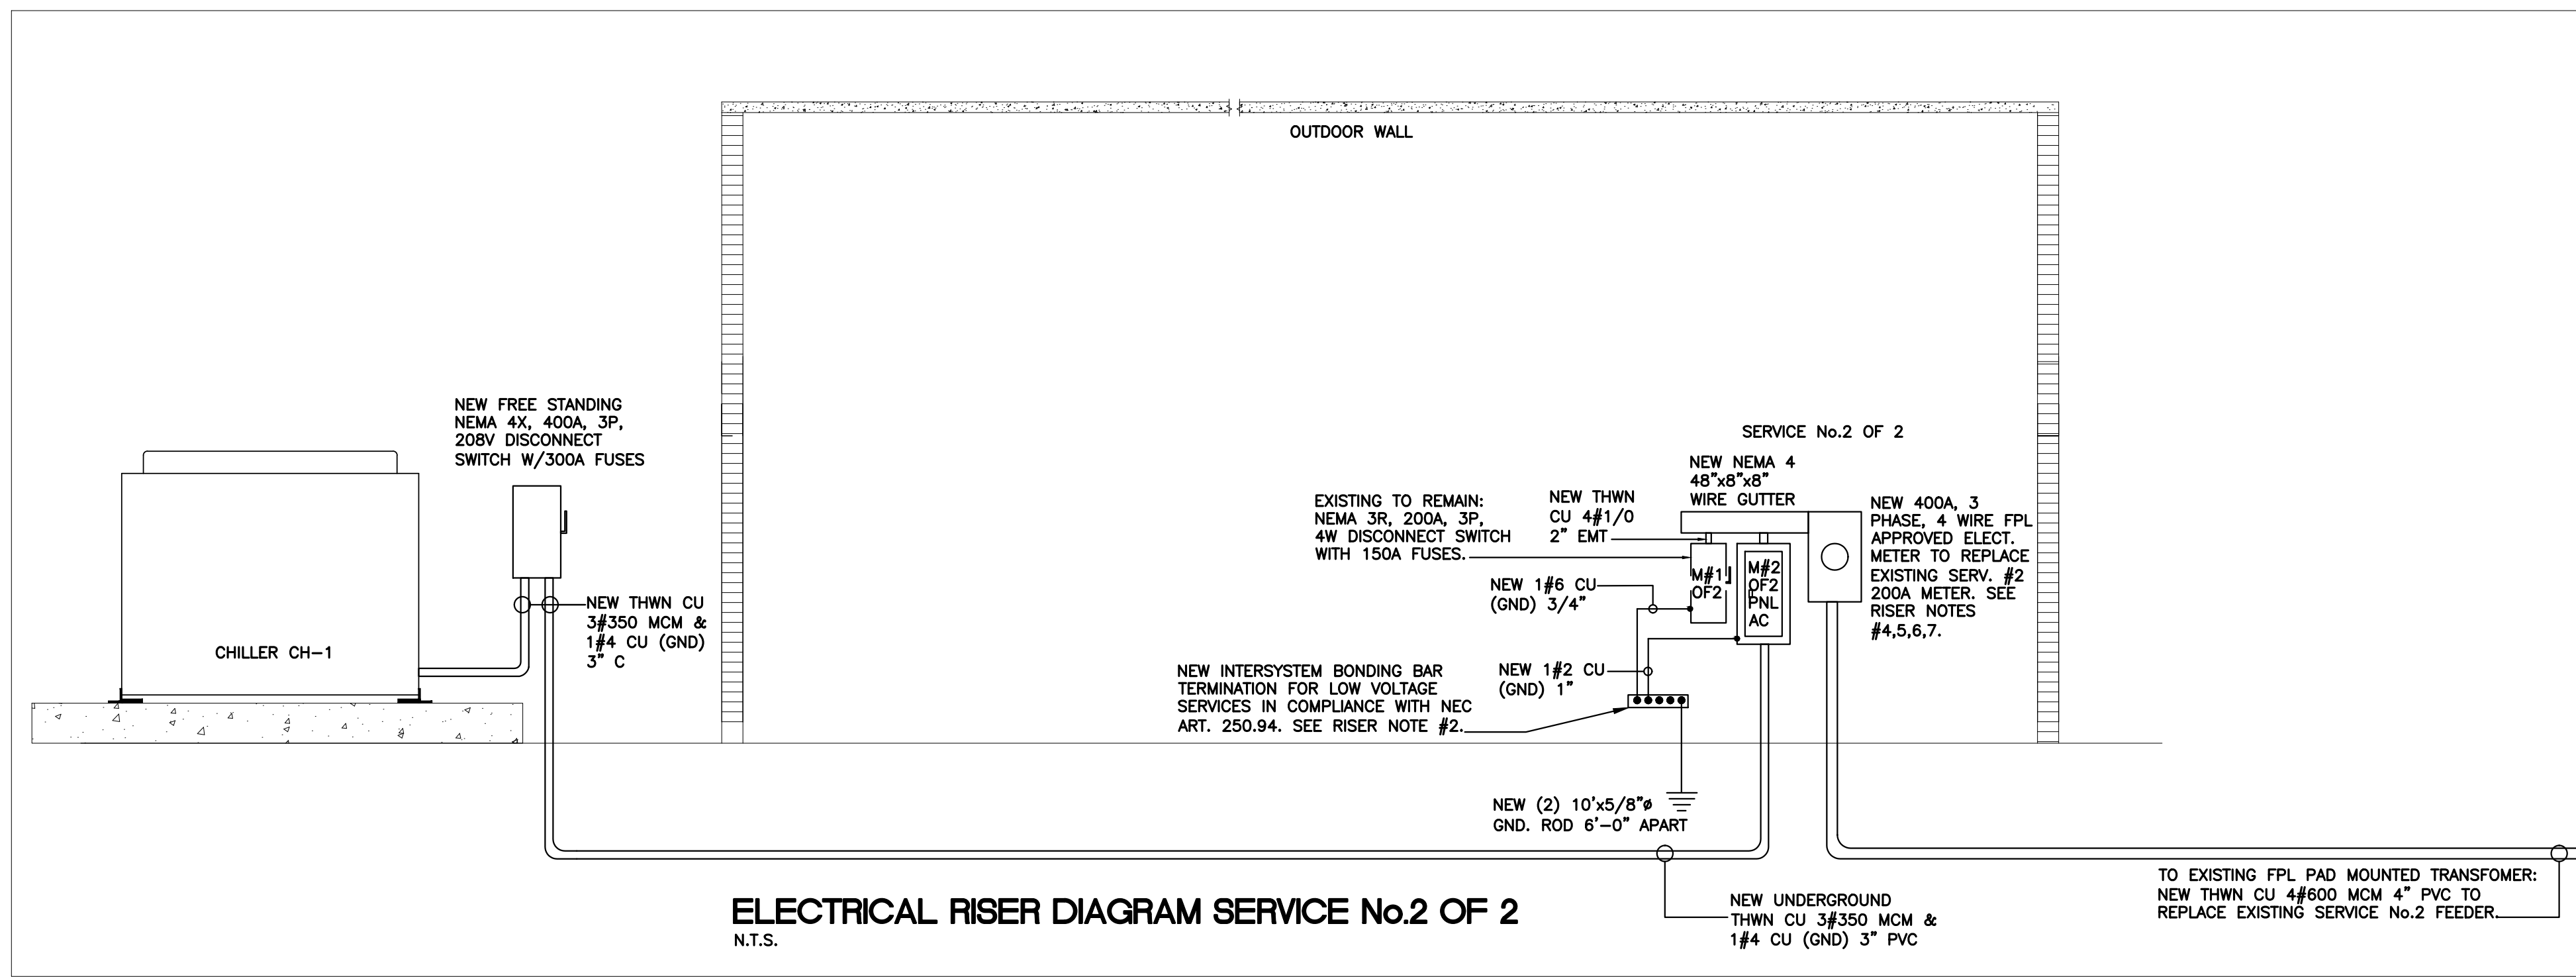 OUTDOOR WALL
NEW FREE STANDING
NEMA 4X, 400A, 3P,
208V DISCONNECT
SWITCH W/300A FUSES
CHILLER CH-1
NEW THWN CU
3#350 MCM &
1#4 CU (GND)
3" C
SERVICE No.2 OF 2
NEW NEMA 4
48"x8"x8"
WIRE GUTTER
EXISTING TO REMAIN:
NEMA 3R, 200A, 3P,
4W DISCONNECT SWITCH
WITH 150A FUSES.
NEW THWN
CU 4#1/0
2" EMT
NEW 400A, 3
PHASE, 4 WIRE FPL
APPROVED ELECT.
METER TO REPLACE
EXISTING SERV. #2
200A METER. SEE
RISER NOTES
#4,5,6,7.
M#1
OF2
M#2
OF2
PNL
AC
NEW 1#6 CU
(GND) 3/4"
NEW 1#2 CU
(GND) 1"
NEW INTERSYSTEM BONDING BAR
TERMINATION FOR LOW VOLTAGE
SERVICES IN COMPLIANCE WITH NEC
ART. 250.94. SEE RISER NOTE #2.
NEW (2) 10'x5/8"ø
GND. ROD 6'-0" APART
TO EXISTING FPL PAD MOUNTED TRANSFOMER:
NEW THWN CU 4#600 MCM 4" PVC TO
REPLACE EXISTING SERVICE No.2 FEEDER.
NEW UNDERGROUND
THWN CU 3#350 MCM &
1#4 CU (GND) 3" PVC
ELECTRICAL RISER DIAGRAM SERVICE No.2 OF 2
N.T.S.